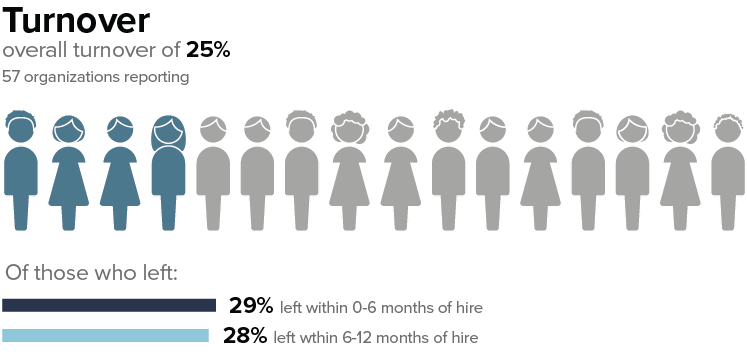 Turnover
overall turnover of 25%
57 organizations reporting
Of those who left:
29% left within 0-6 months of hire
28% left wthin 6-12 months of hire